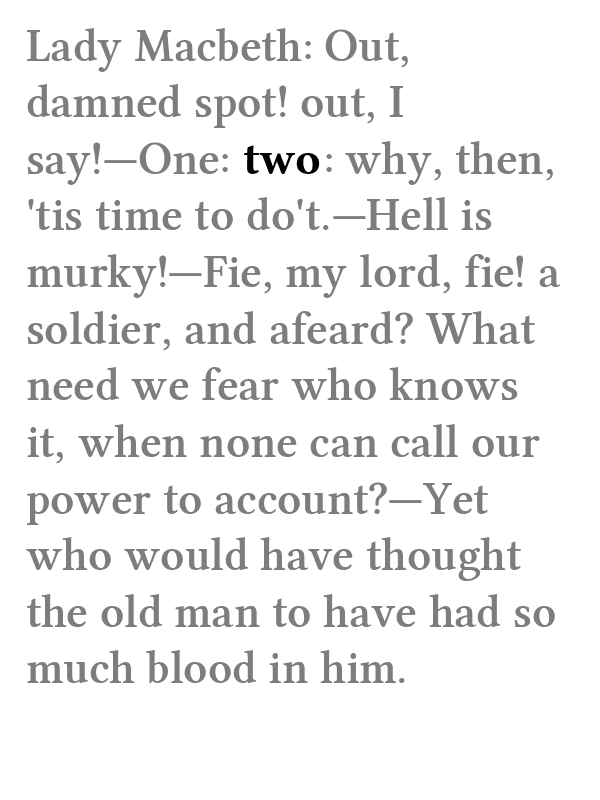 Lady Macbeth: Out,
damned spot! out, I
say!—One: two: why, then,
'tis time to do't.—Hell is
murky!—Fie, my lord, fie! a
soldier, and afeard? What
need we fear who knows
it, when none can call our
power to account?—Yet
who would have thought
the old man to have had so
much blood in him.